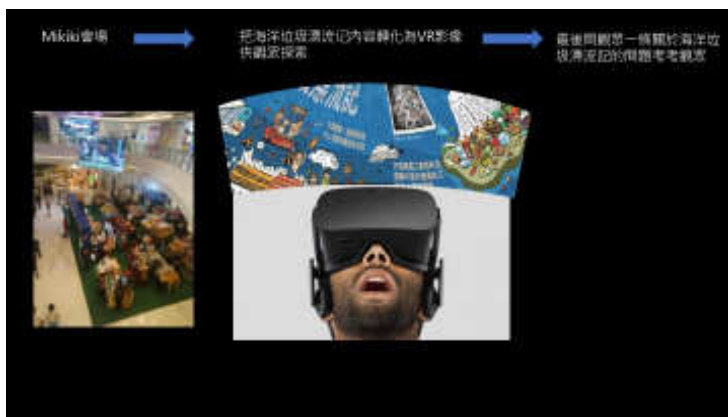 Mikiki會場
把海洋垃圾漂流記內容轉化為VR影像
供觀眾探索
最後問觀眾一條關於海洋垃
圾漂流記的問題考考觀眾